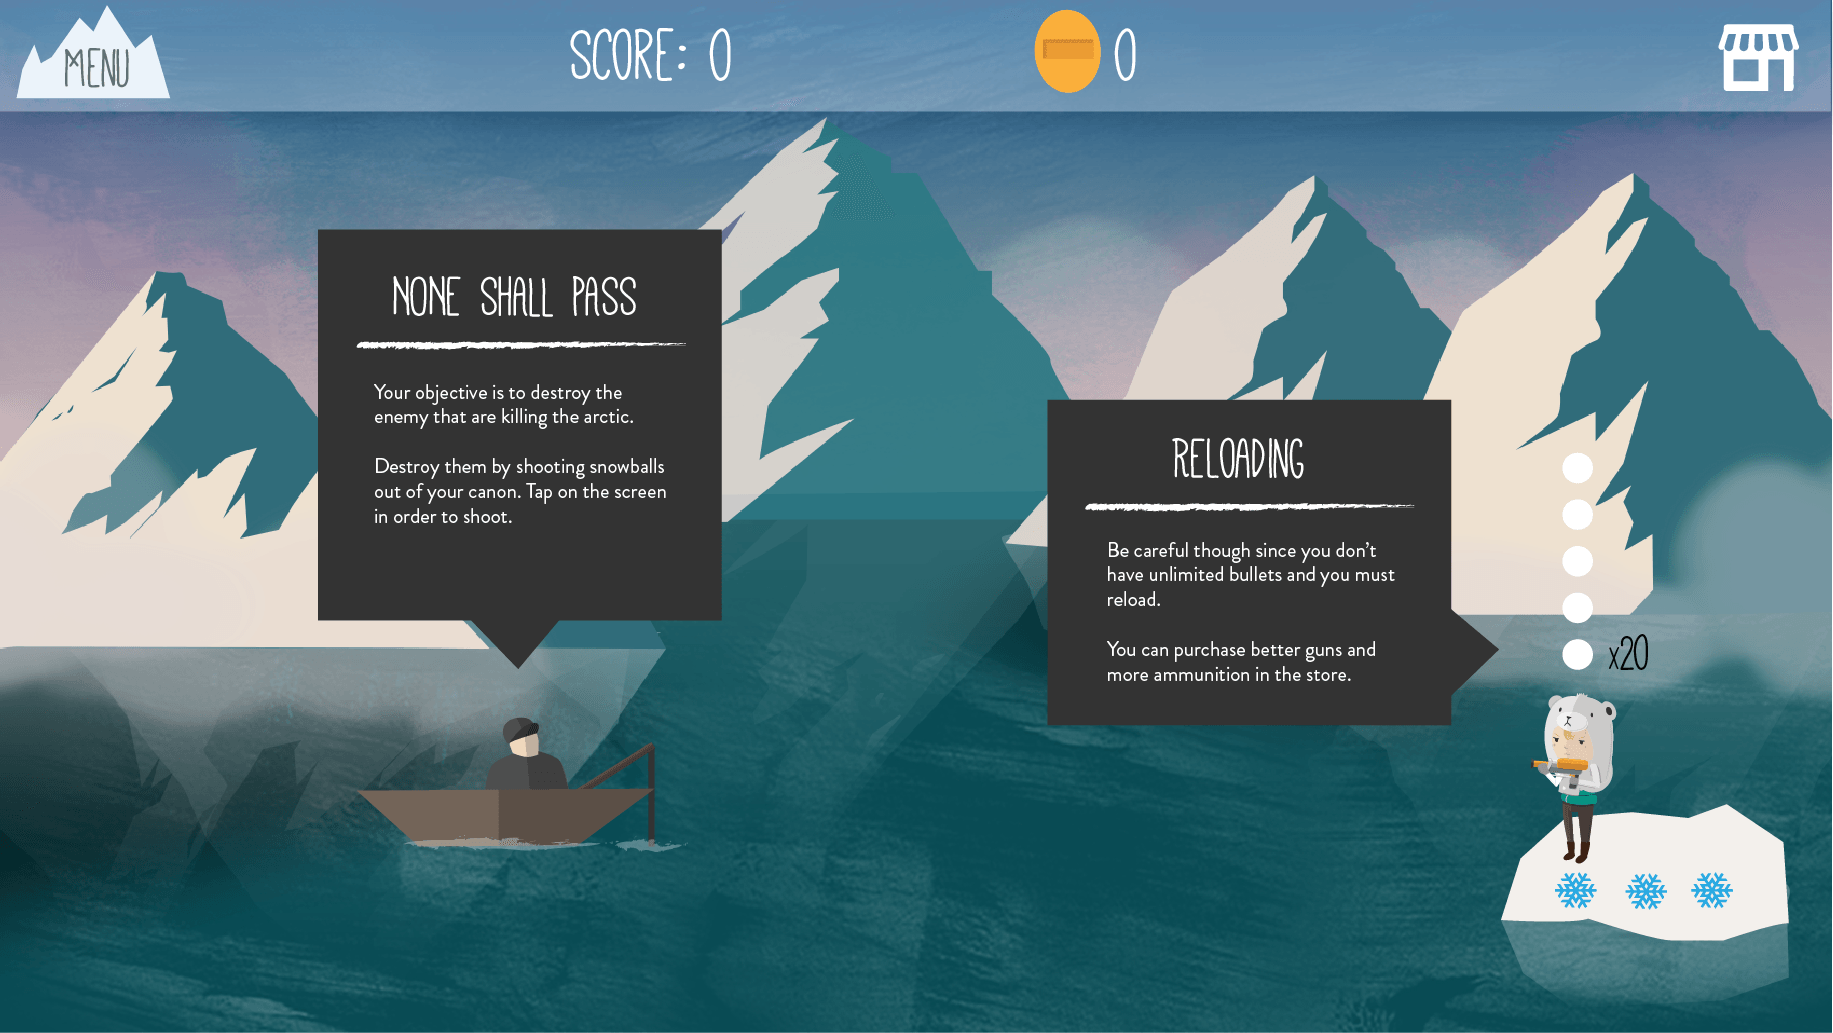 MENU
SCORE: 0
0
NONE SHALL PASS
Your objective is to destroy the
enemy that are killing the arctic.
Destroy them by shooting snowballs
out of your canon. Tap on the screen
in order to shoot.
RELOADING
Be careful though since you don't
have unlimited bullets and you must
reload.
You can purchase better guns and
more ammunition in the store.
x20